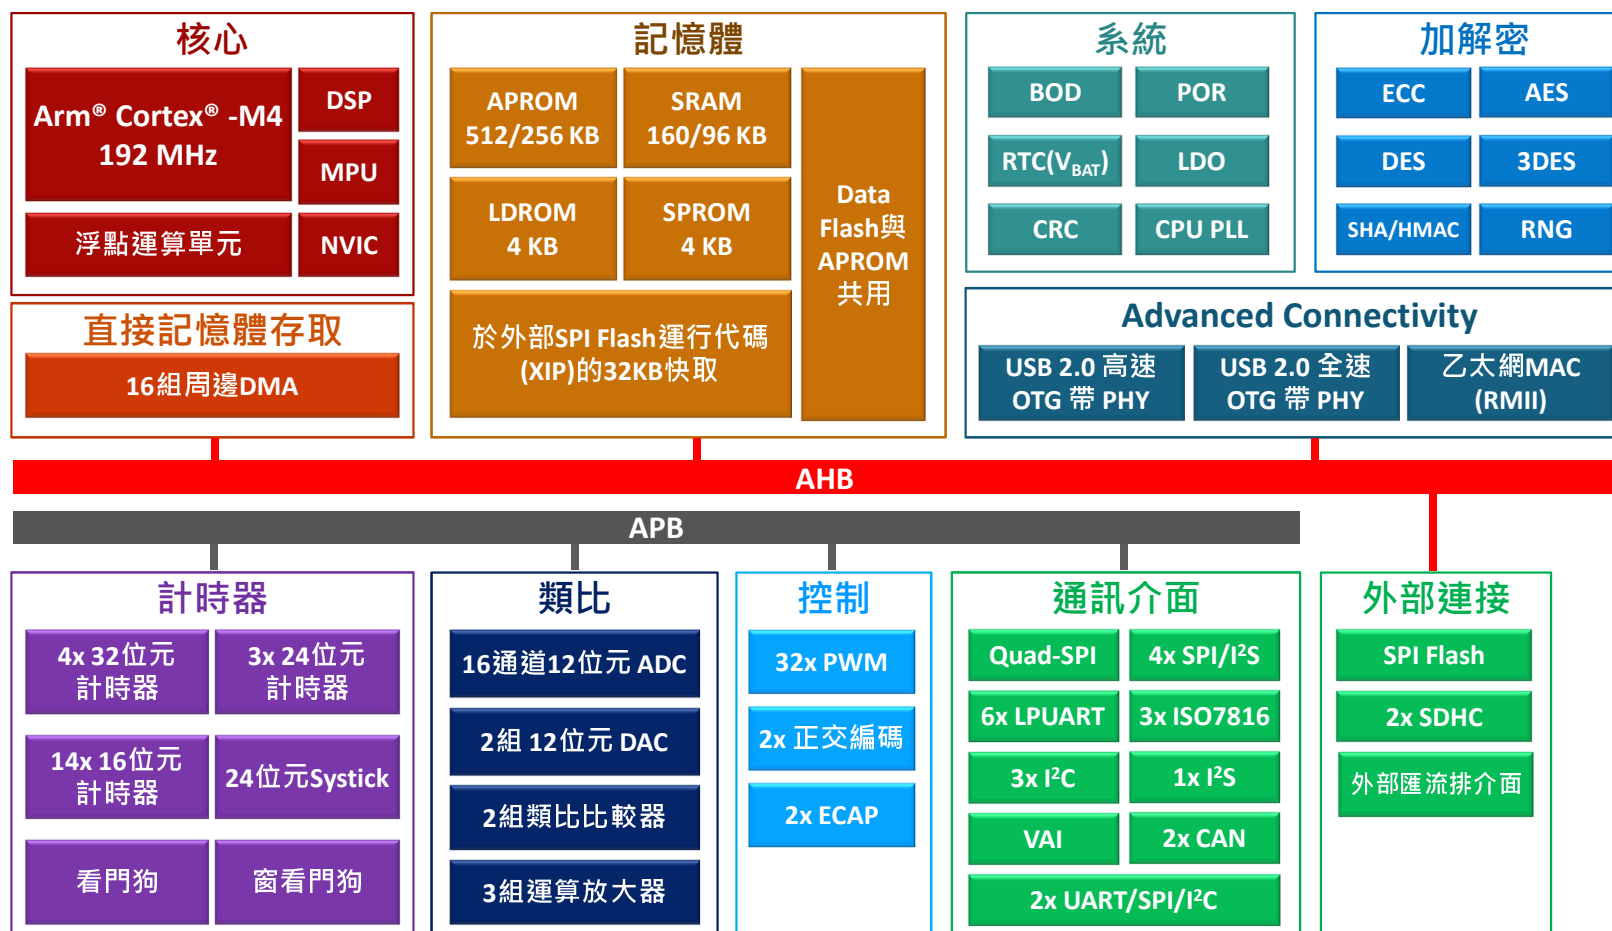 核心
Arm® Cortex® -M4
192 MHz
DSP
MPU
浮點運算單元
NVIC
直接記憶體存取
16組周邊DMA
記憶體
APROM
512/256 KB
SRAM
160/96 KB
LDROM
4 KB
SPROM
4 KB
Data
Flash與
APROM
共用
於外部SPI Flash運行代碼
(XIP)的32KB快取
系統
BOD
POR
RTC(VBAT)
LDO
CRC
CPU PLL
加解密
ECC
AES
DES
3DES
SHA/HMAC
RNG
Advanced Connectivity
USB 2.0 高速
OTG 帶 PHY
USB 2.0 全速
OTG 帶 PHY
乙太網MAC
(RMII)
AHB
APB
計時器
4x 32位元
計時器
3x 24位元
計時器
14x 16位元
計時器
24位元Systick
看門狗
窗看門狗
類比
16通道12位元 ADC
2組 12位元 DAC
2組類比比較器
3組運算放大器
控制
32x PWM
2x 正交編碼
2x ECAP
通訊介面
Quad-SPI
4x SPI/I²S
6x LPUART
3x ISO7816
3x I²C
1x I²S
VAI
2x CAN
2x UART/SPI/I²C
外部連接
SPI Flash
2x SDHC
外部匯流排介面